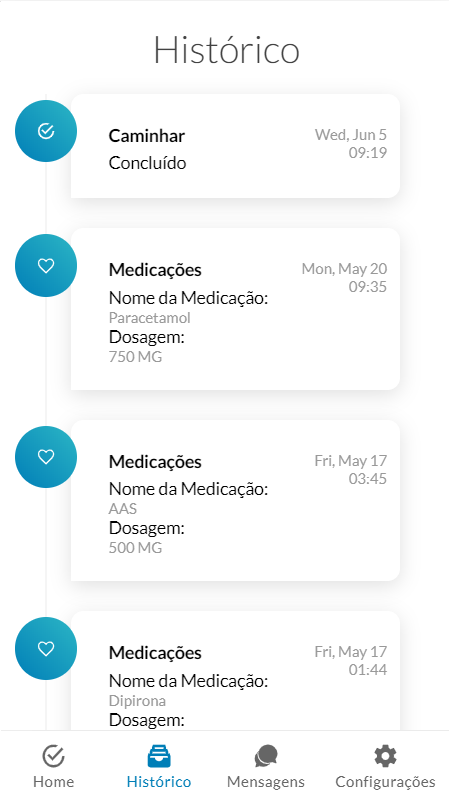 Histórico
Caminhar
Wed, Jun 5
09:19
Concluído
Medicações
Mon, May 20
09:35
Nome da Medicação:
Paracetamol
Dosagem:
750 MG
Medicações
Fri, May 17
03:45
Nome da Medicação:
AAS
Dosagem:
500 MG
Medicações
Fri, May 17
01:44
Nome da Medicação:
Dipirona
Dosagem:
Home
Histórico
Mensagens
Configurações